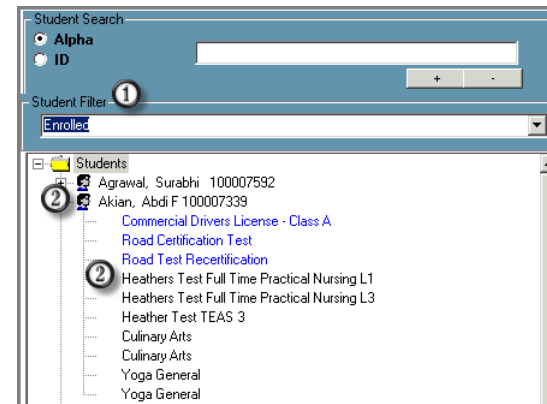 Student Search
Alpha
ID
+ -
Student Filter 1
Enrolled
Students
Agrawal, Surabhi 100007592
2 Akian, Abdi F 100007339
Commercial Drivers License - Class A
Road Certification Test
Road Test Recertification
2 Heathers Test Full Time Practical Nursing L1
Heathers Test Full Time Practical Nursing L3
Heather Test TEAS 3
Culinary Arts
Culinary Arts
Yoga General
Yoga General